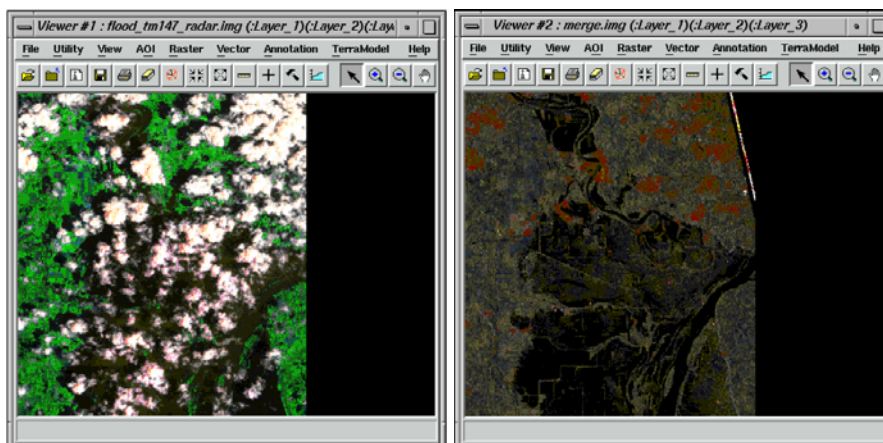 Viewer #1 : flood_tm147_radar.img (:Layer_1)(:Layer_2)(:Lay
File Utility View AOI Raster Vector Annotation TerraModel Help
Viewer #2 : merge.img (:Layer_1)(:Layer_2)(:Layer_3)
File Utility View AOI Raster Vector Annotation TerraModel Help